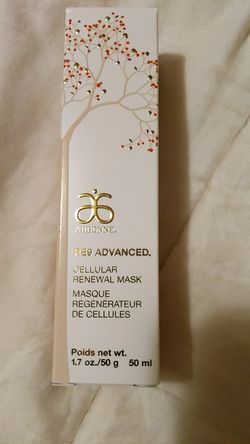 ARBONNE.
RE9 ADVANCED.
CELLULAR
RENEWAL MASK
MASQUE
RÉGÉNÉRATEUR
DE CELLULES
Poids net wt.
1.7 oz./50 g 50 ml